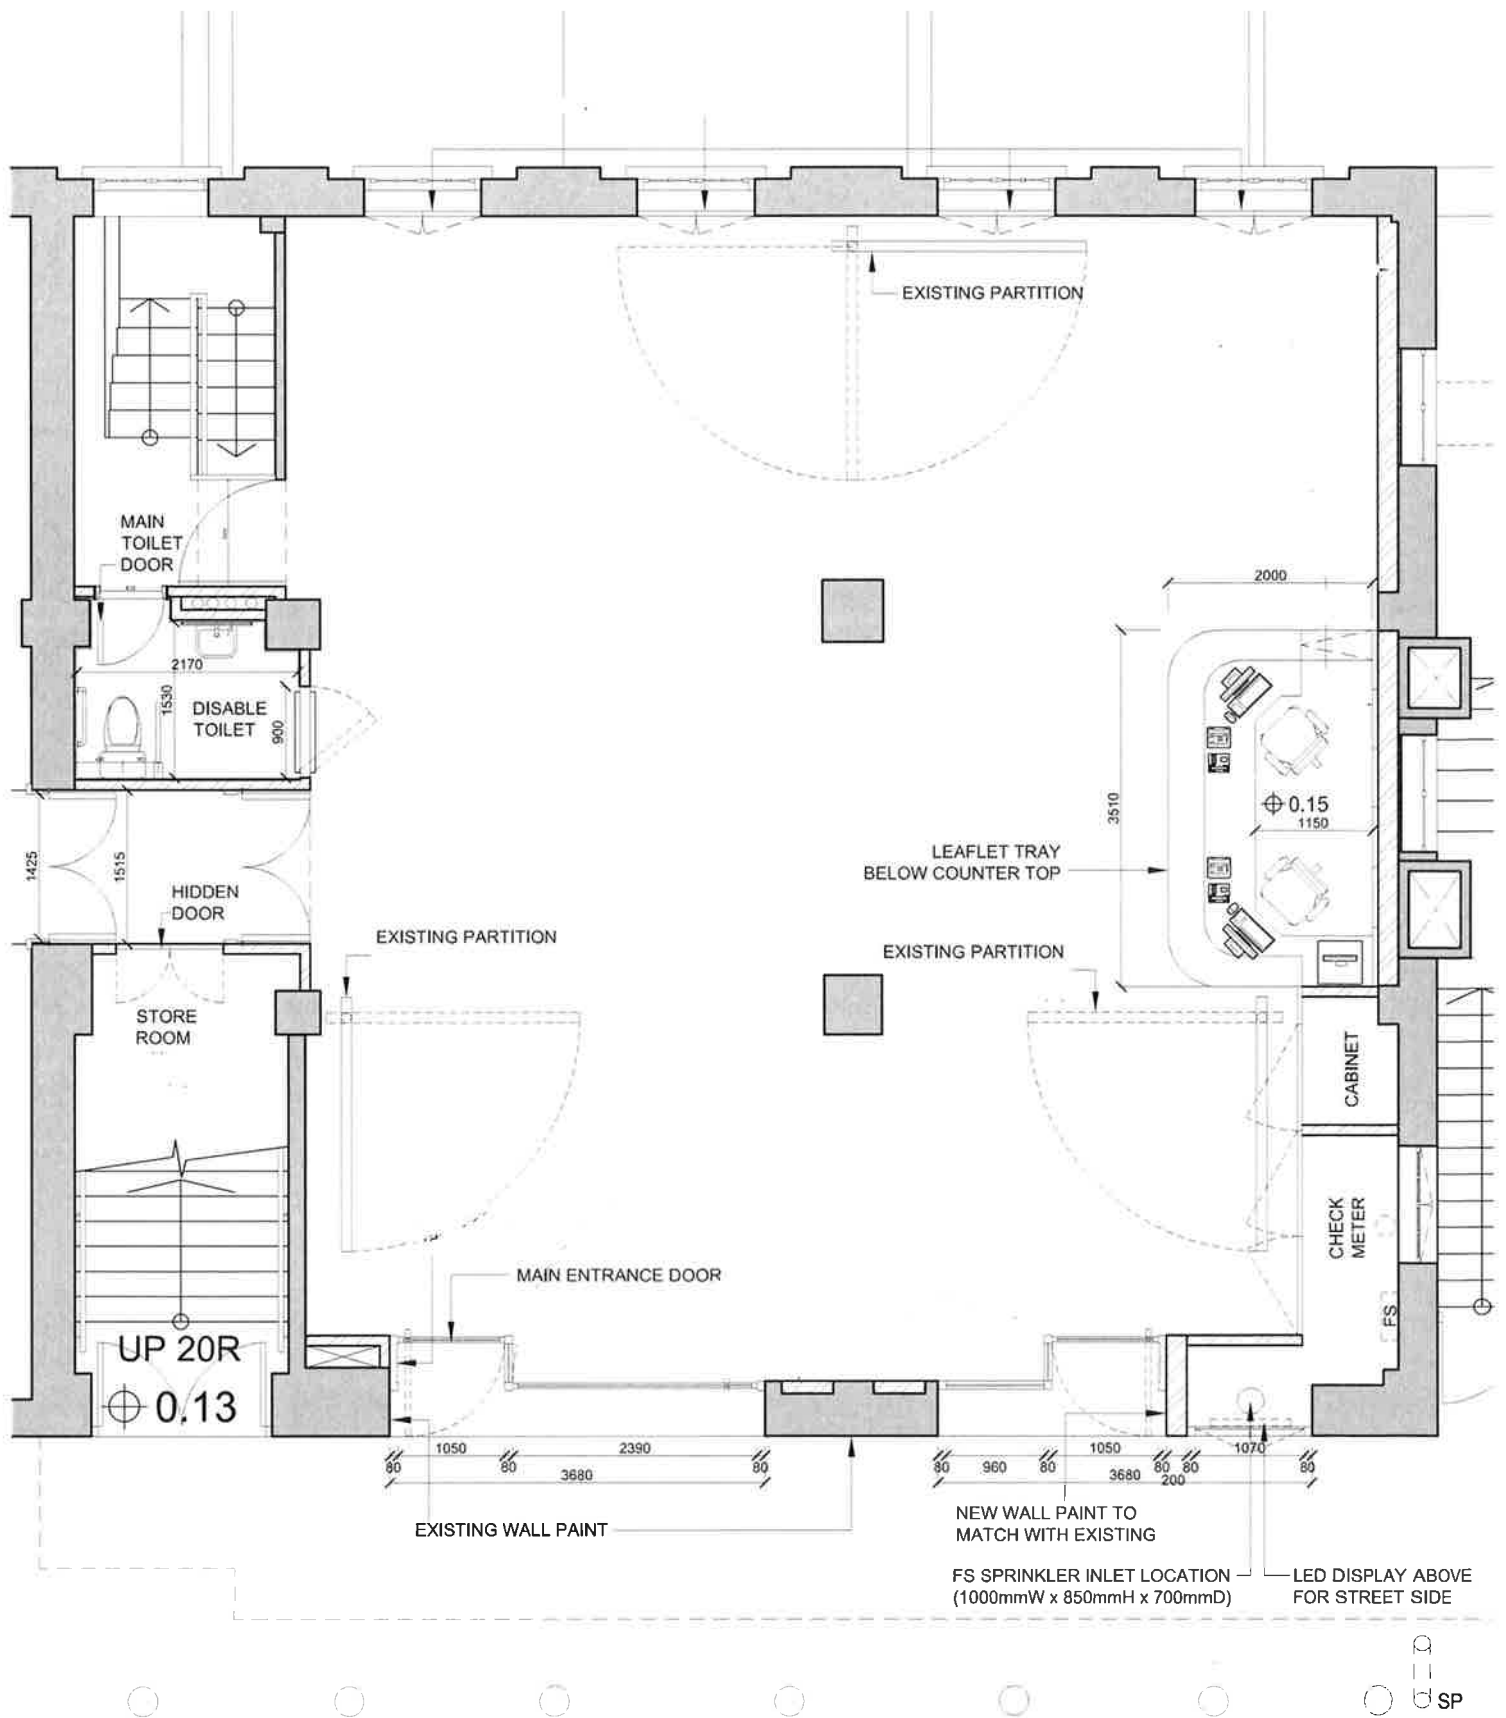 EXISTING PARTITION
MAIN
TOILET
DOOR
2000
2170
1530
DISABLE
TOILET
900
3510
0.15
1150
1425
1515
LEAFLET TRAY
BELOW COUNTER TOP
HIDDEN
DOOR
EXISTING PARTITION
EXISTING PARTITION
STORE
ROOM
CABINET
CHECK
METER
MAIN ENTRANCE DOOR
FS
UP 20R
0.13
1050
2390
1050
1070
80
80
80
80
960
80
80
80
80
3680
3680
200
NEW WALL PAINT TO
MATCH WITH EXISTING
EXISTING WALL PAINT
FS SPRINKLER INLET LOCATION
(1000mmW x 850mmH x 700mmD)
LED DISPLAY ABOVE
FOR STREET SIDE
SP